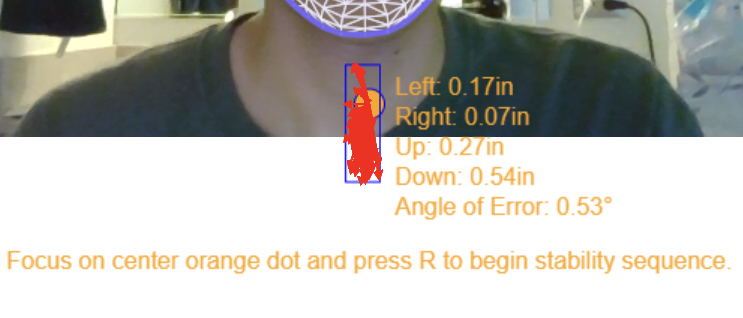 Left: 0.17in
Right: 0.07in
Up: 0.27in
Down: 0.54in
Angle of Error: 0.53°
Focus on center orange dot and press R to begin stability sequence.